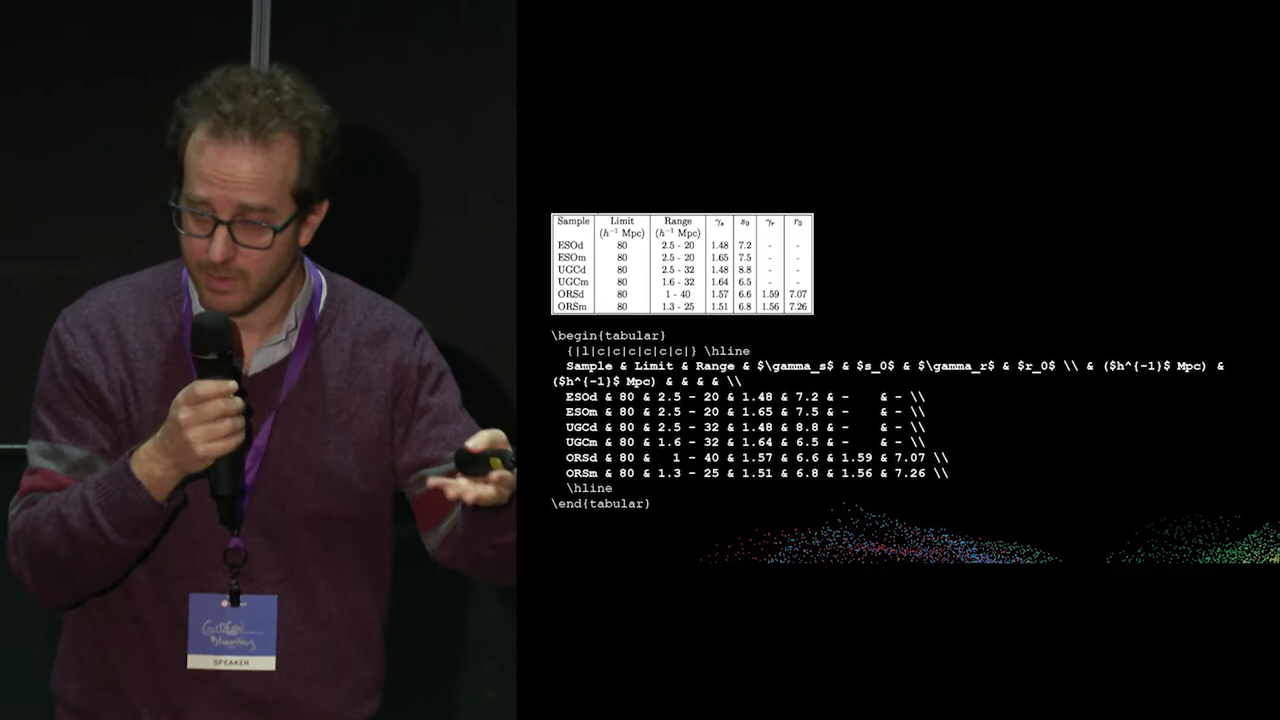 Sample Limit Range γₛ s₀ γᵣ r₀
(h⁻¹ Mpc) (h⁻¹ Mpc)
ESOd 80 2.5 - 20 1.48 7.2 - -
ESOm 80 2.5 - 20 1.65 7.5 - -
UGCd 80 2.5 - 32 1.48 8.8 - -
UGCm 80 1.6 - 32 1.64 6.5 - -
ORSd 80 1 - 40 1.57 6.6 1.59 7.07
ORSm 80 1.3 - 25 1.51 6.8 1.56 7.26
\begin{tabular}
{|l|c|c|c|c|c|c|} \hline
Sample & Limit & Range & $\gamma_s$ & $s_0$ & $\gamma_r$ & $r_0$ \\ & ($h^{-1}$ Mpc) &
($h^{-1}$ Mpc) & & & & \\
ESOd & 80 & 2.5 - 20 & 1.48 & 7.2 & - & - \\
ESOm & 80 & 2.5 - 20 & 1.65 & 7.5 & - & - \\
UGCd & 80 & 2.5 - 32 & 1.48 & 8.8 & - & - \\
UGCm & 80 & 1.6 - 32 & 1.64 & 6.5 & - & - \\
ORSd & 80 & 1 - 40 & 1.57 & 6.6 & 1.59 & 7.07 \\
ORSm & 80 & 1.3 - 25 & 1.51 & 6.8 & 1.56 & 7.26 \\
\hline
\end{tabular}
GIDEON
Bloomberg
SPEAKER